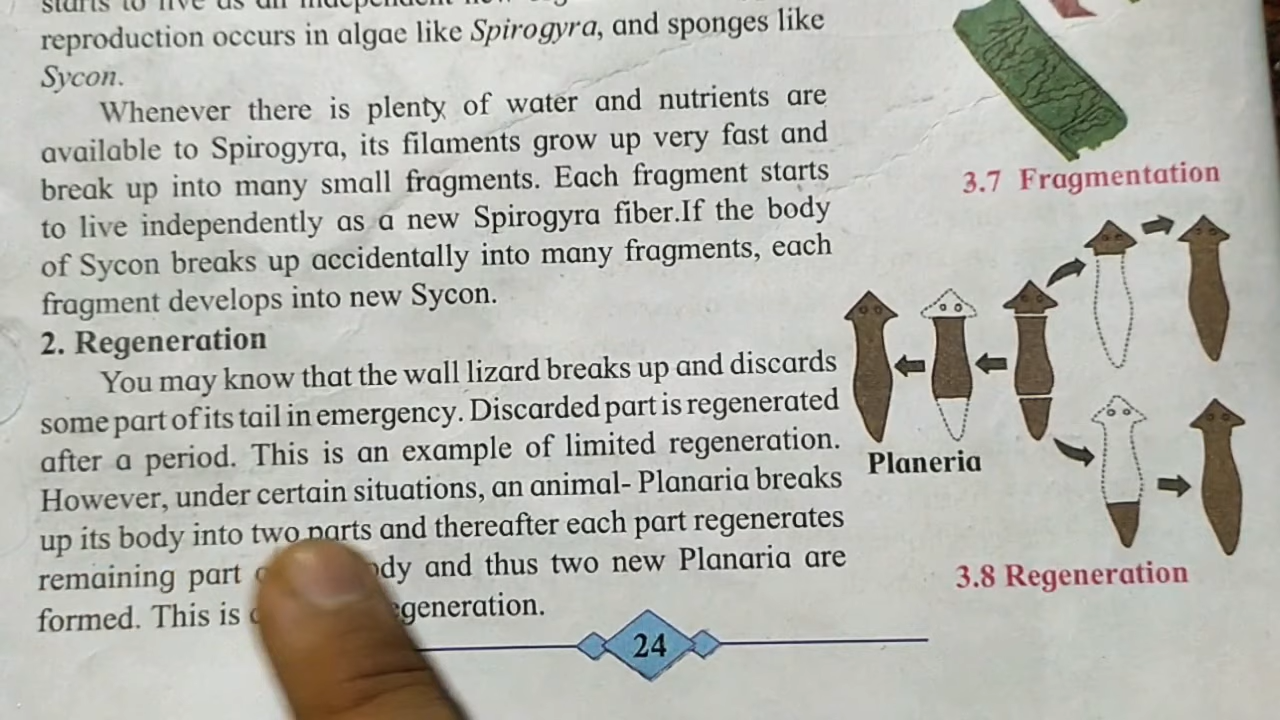 reproduction occurs in algae like Spirogyra, and sponges like
Sycon.
Whenever there is plenty of water and nutrients are
available to Spirogyra, its filaments grow up very fast and
break up into many small fragments. Each fragment starts
to live independently as a new Spirogyra fiber.If the body
of Sycon breaks up accidentally into many fragments, each
fragment develops into new Sycon.
2. Regeneration
You may know that the wall lizard breaks up and discards
some part of its tail in emergency. Discarded part is regenerated
after a period. This is an example of limited regeneration.
However, under certain situations, an animal- Planaria breaks
up its body into two parts and thereafter each part regenerates
remaining part and thus two new Planaria are
formed. This is
24
3.7 Fragmentation
Planeria
3.8 Regeneration